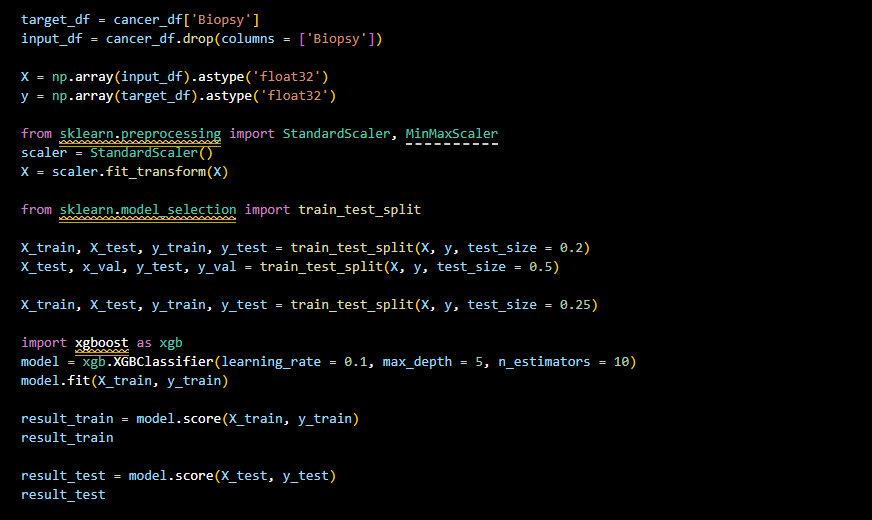 target_df = cancer_df['Biopsy']
input_df = cancer_df.drop(columns = ['Biopsy'])
X = np.array(input_df).astype('float32')
y = np.array(target_df).astype('float32')
from sklearn.preprocessing import StandardScaler, MinMaxScaler
scaler = StandardScaler()
X = scaler.fit_transform(X)
from sklearn.model_selection import train_test_split
X_train, X_test, y_train, y_test = train_test_split(X, y, test_size = 0.2)
X_test, x_val, y_test, y_val = train_test_split(X, y, test_size = 0.5)
X_train, X_test, y_train, y_test = train_test_split(X, y, test_size = 0.25)
import xgboost as xgb
model = xgb.XGBClassifier(learning_rate = 0.1, max_depth = 5, n_estimators = 10)
model.fit(X_train, y_train)
result_train = model.score(X_train, y_train)
result_train
result_test = model.score(X_test, y_test)
result_test